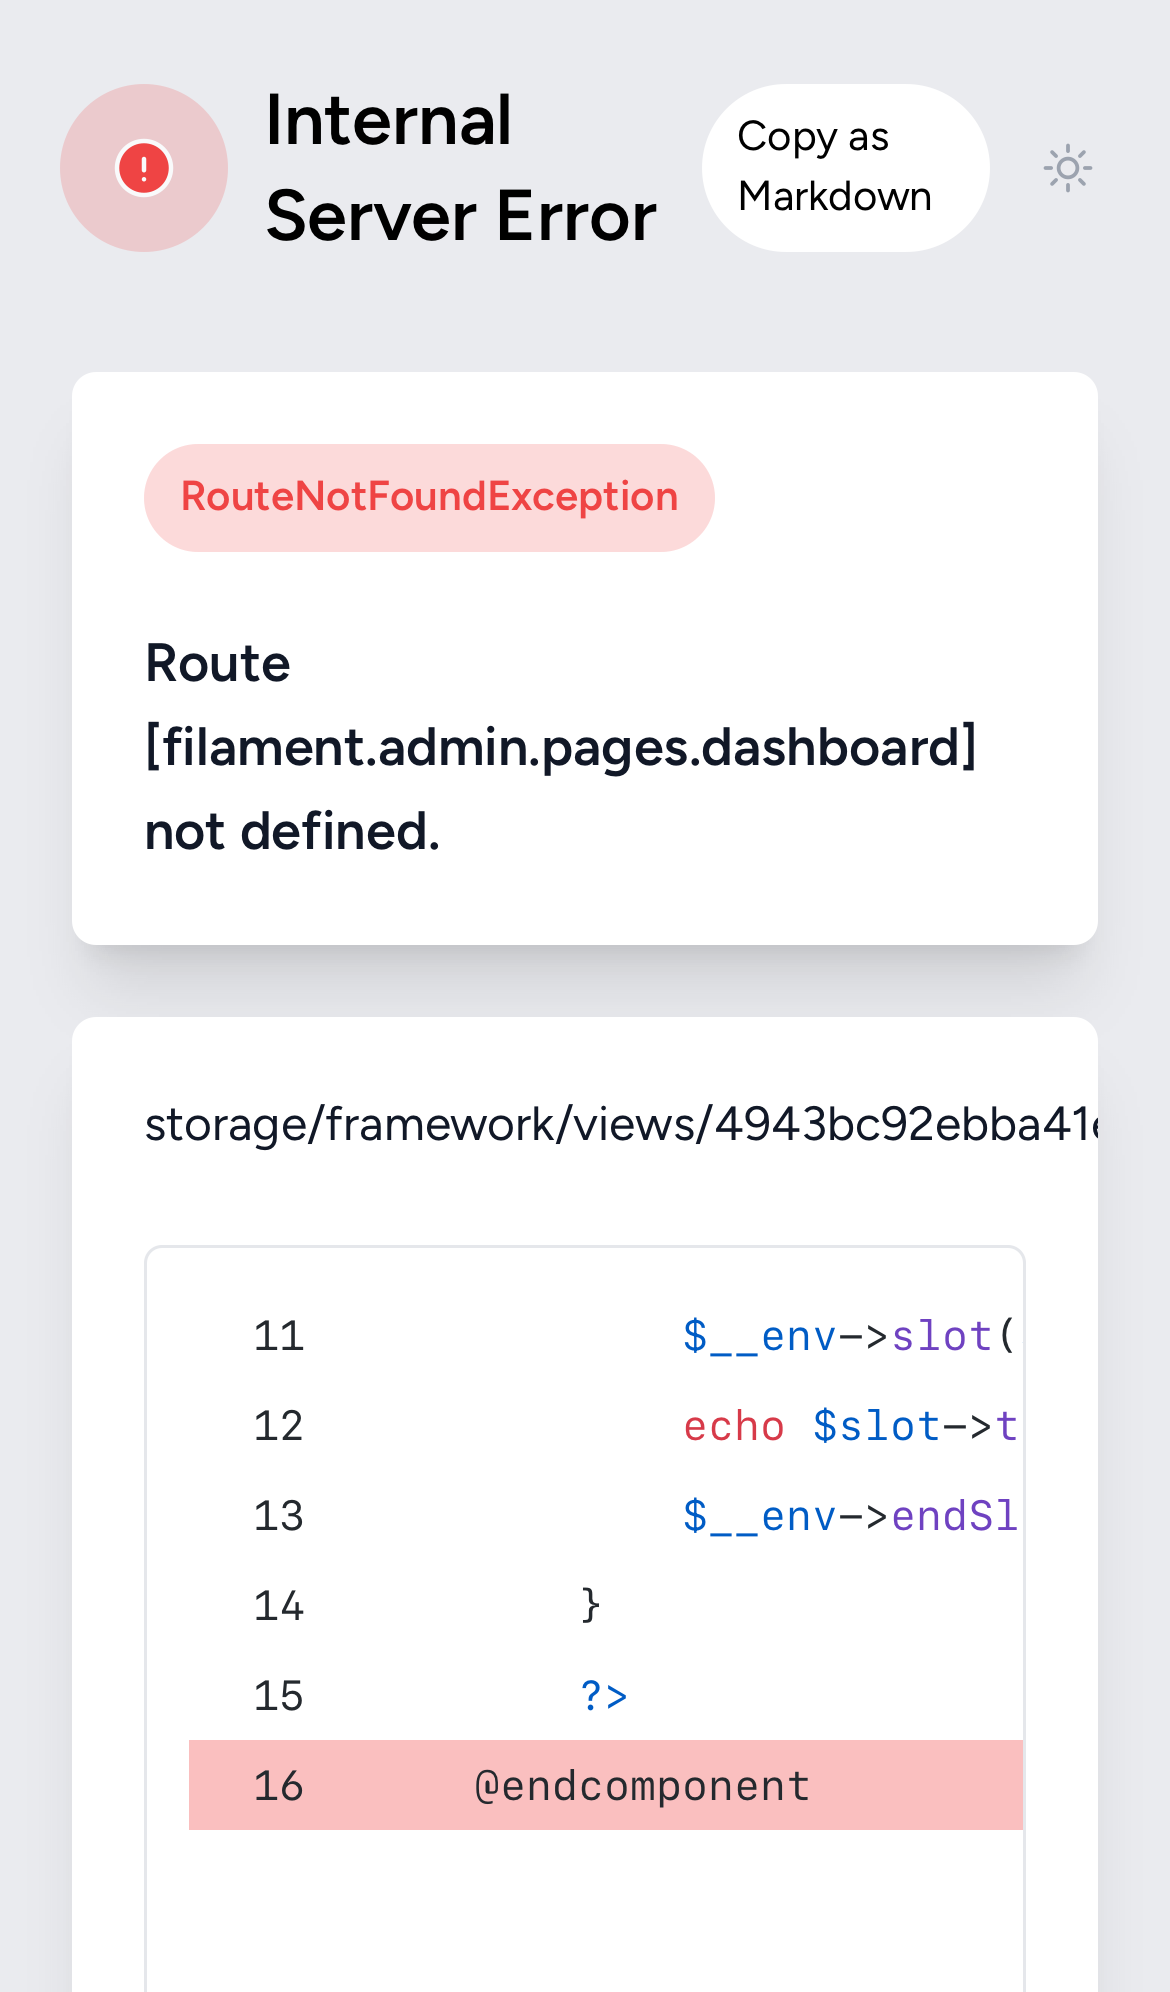 Internal
Server Error
Copy as
Markdown
RouteNotFoundException
Route
[filament.admin.pages.dashboard]
not defined.
storage/framework/views/4943bc92ebba41
11 $__env->slot(
12 echo $slot->t
13 $__env->endSl
14 }
15 ?>
16 @endcomponent